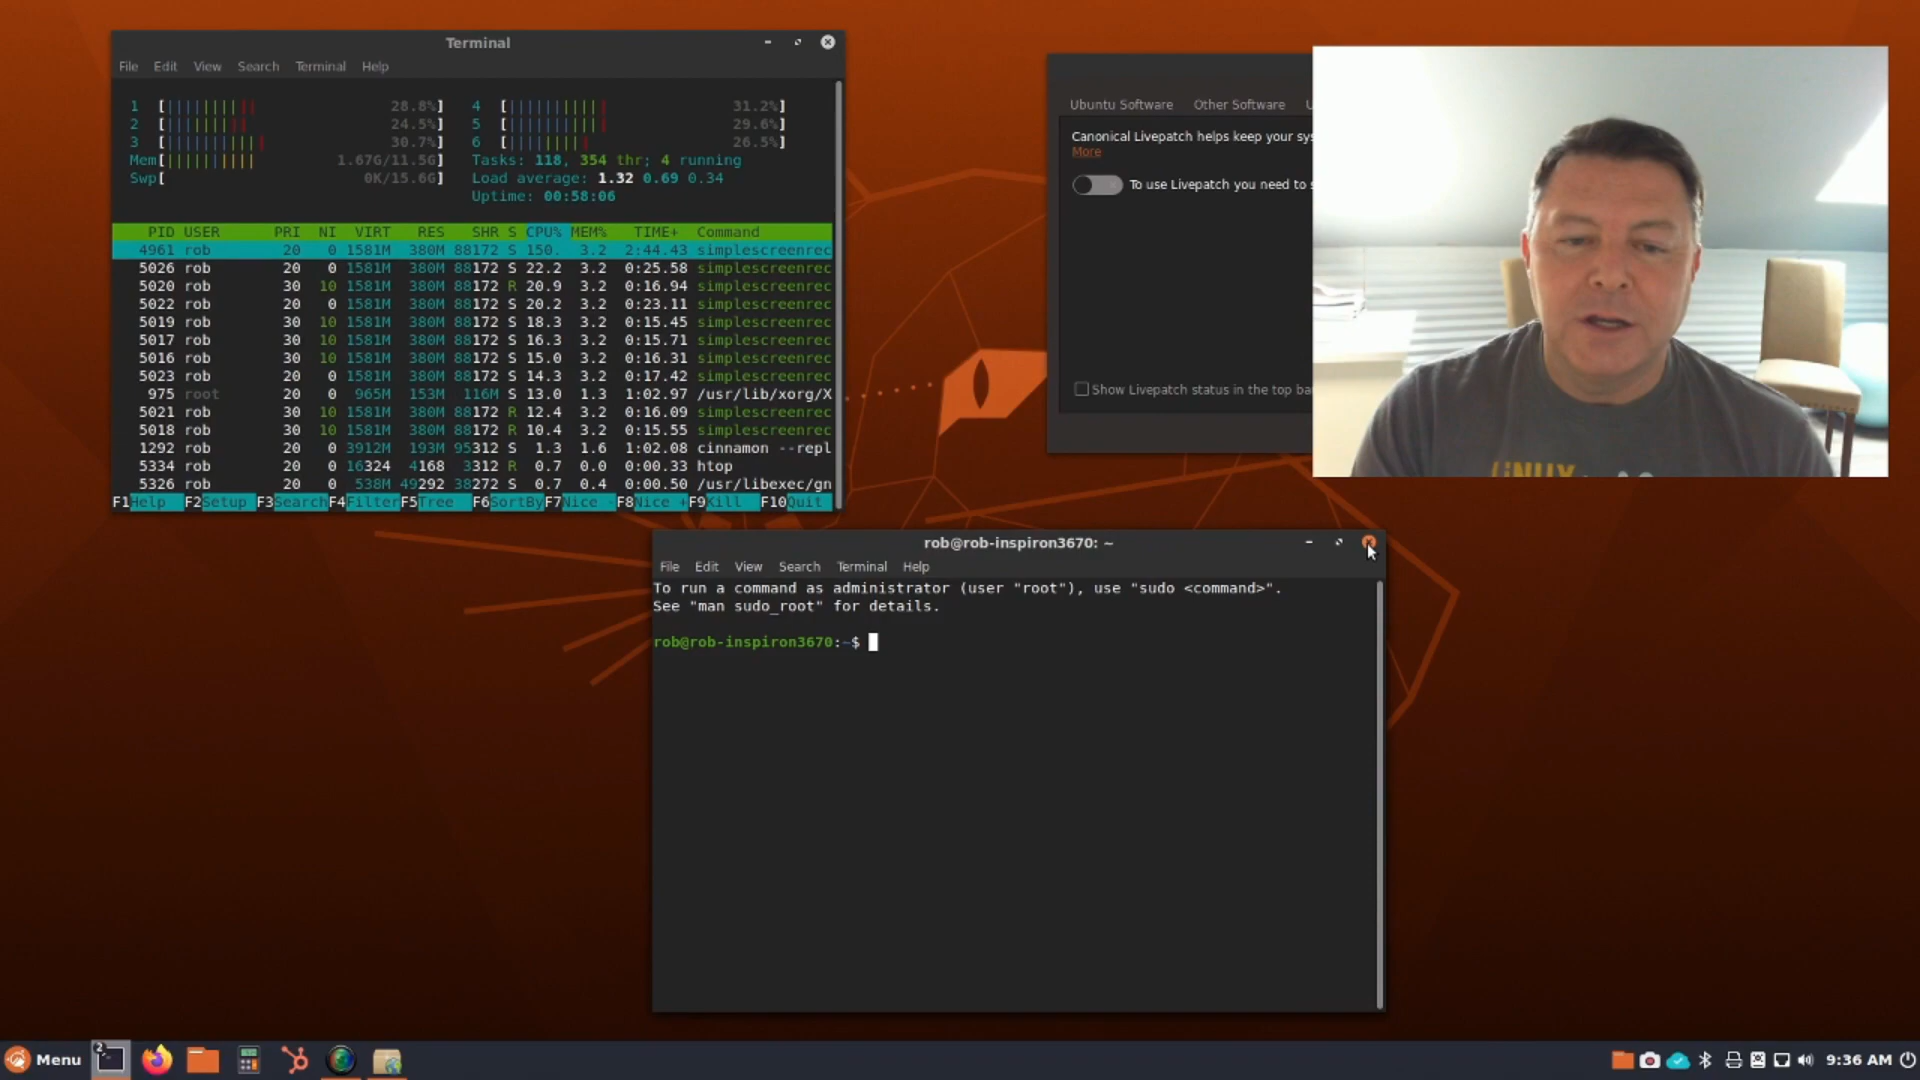 Terminal
File Edit View Search Terminal Help
1 [|||||||||| 28.8%] 4 [||||||||||| 31.2%]
2 [||||||||| 24.5%] 5 [||||||||||| 29.6%]
3 [||||||||||| 30.7%] 6 [||||||||| 26.5%]
Mem[|||||||||| 1.67G/11.5G] Tasks: 118, 354 thr; 4 running
Swp[ 0K/15.6G] Load average: 1.32 0.69 0.34
Uptime: 00:58:06
PID USER PRI NI VIRT RES SHR S CPU% MEM% TIME+ Command
4961 rob 20 0 1581M 380M 88172 S 150. 3.2 2:44.43 simplescreenrec
5026 rob 20 0 1581M 380M 88172 S 22.2 3.2 0:25.58 simplescreenrec
5020 rob 30 10 1581M 380M 88172 R 20.9 3.2 0:16.94 simplescreenrec
5022 rob 20 0 1581M 380M 88172 S 20.2 3.2 0:23.11 simplescreenrec
5019 rob 30 10 1581M 380M 88172 S 18.3 3.2 0:15.45 simplescreenrec
5017 rob 30 10 1581M 380M 88172 S 16.3 3.2 0:15.71 simplescreenrec
5016 rob 30 10 1581M 380M 88172 S 15.0 3.2 0:16.31 simplescreenrec
5023 rob 20 0 1581M 380M 88172 S 14.3 3.2 0:17.42 simplescreenrec
975 root 20 0 965M 153M 116M S 13.0 1.3 1:02.97 /usr/lib/xorg/X
5021 rob 30 10 1581M 380M 88172 R 12.4 3.2 0:16.09 simplescreenrec
5018 rob 30 10 1581M 380M 88172 R 10.4 3.2 0:15.55 simplescreenrec
1292 rob 20 0 3912M 193M 95312 S 1.3 1.6 1:02.08 cinnamon --repl
5334 rob 20 0 16324 4168 3312 R 0.7 0.0 0:00.33 htop
5326 rob 20 0 538M 49292 38272 S 0.7 0.4 0:00.50 /usr/libexec/gn
F1Help F2Setup F3SearchF4FilterF5Tree F6SortByF7Nice -F8Nice +F9Kill F10Quit
Ubuntu Software Other Software U
Canonical Livepatch helps keep your sys
More
To use Livepatch you need to s
Show Livepatch status in the top ba
LINUX
rob@rob-inspiron3670: ~
File Edit View Search Terminal Help
To run a command as administrator (user "root"), use "sudo <command>".
See "man sudo_root" for details.
rob@rob-inspiron3670:~$
Menu 2 9:36 AM